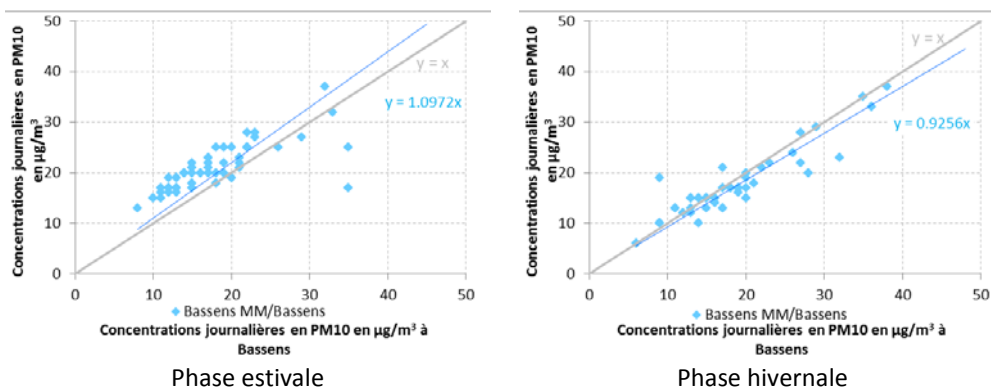 50
40
30
20
10
0
Concentrations journalières en PM10
en µg/m³
y = x
y = 1.0972x
0 10 20 30 40 50
Bassens MM/Bassens
Concentrations journalières en PM10 en µg/m³ à
Bassens
Phase estivale
50
40
30
20
10
0
Concentrations journalières en PM10
en µg/m³
y = x
y = 0.9256x
0 10 20 30 40 50
Bassens MM/Bassens
Concentrations journalières en PM10 en µg/m³ à
Bassens
Phase hivernale